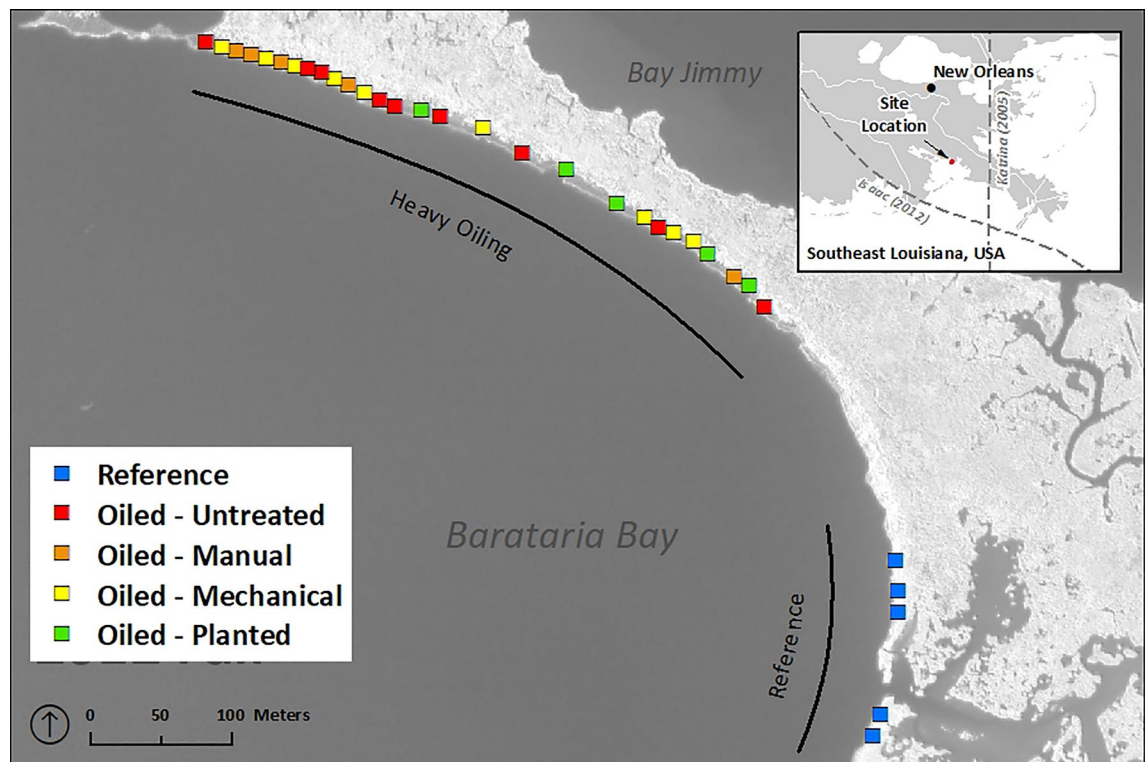 Bay Jimmy
New Orleans
Site
Location
Katrina (2005)
Isaac (2012)
Southeast Louisiana, USA
Heavy Oiling
Barataria Bay
Reference
Reference
Oiled - Untreated
Oiled - Manual
Oiled - Mechanical
Oiled - Planted
0 50 100 Meters